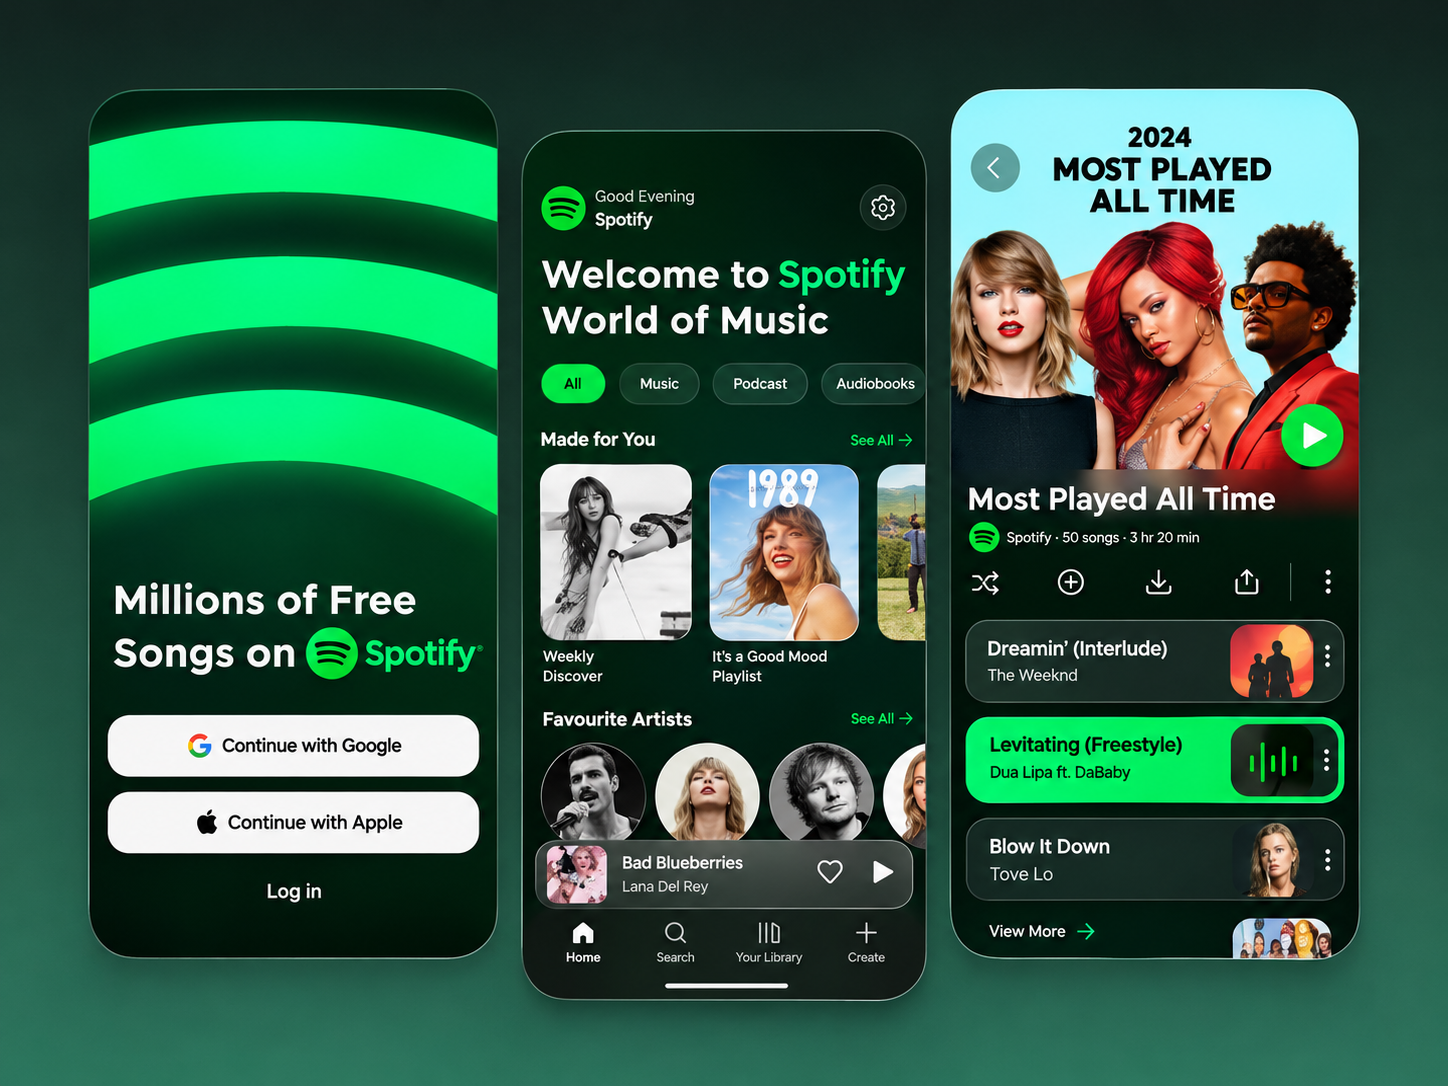 Millions of Free
Songs on Spotify®
Continue with Google
Continue with Apple
Log in
Good Evening
Spotify
Welcome to Spotify
World of Music
All
Music
Podcast
Audiobooks
Made for You
See All →
1989
Weekly
Discover
It's a Good Mood
Playlist
Favourite Artists
See All →
Bad Blueberries
Lana Del Rey
Home
Search
Your Library
Create
2024
MOST PLAYED
ALL TIME
Most Played All Time
Spotify · 50 songs · 3 hr 20 min
Dreamin' (Interlude)
The Weeknd
Levitating (Freestyle)
Dua Lipa ft. DaBaby
Blow It Down
Tove Lo
View More →